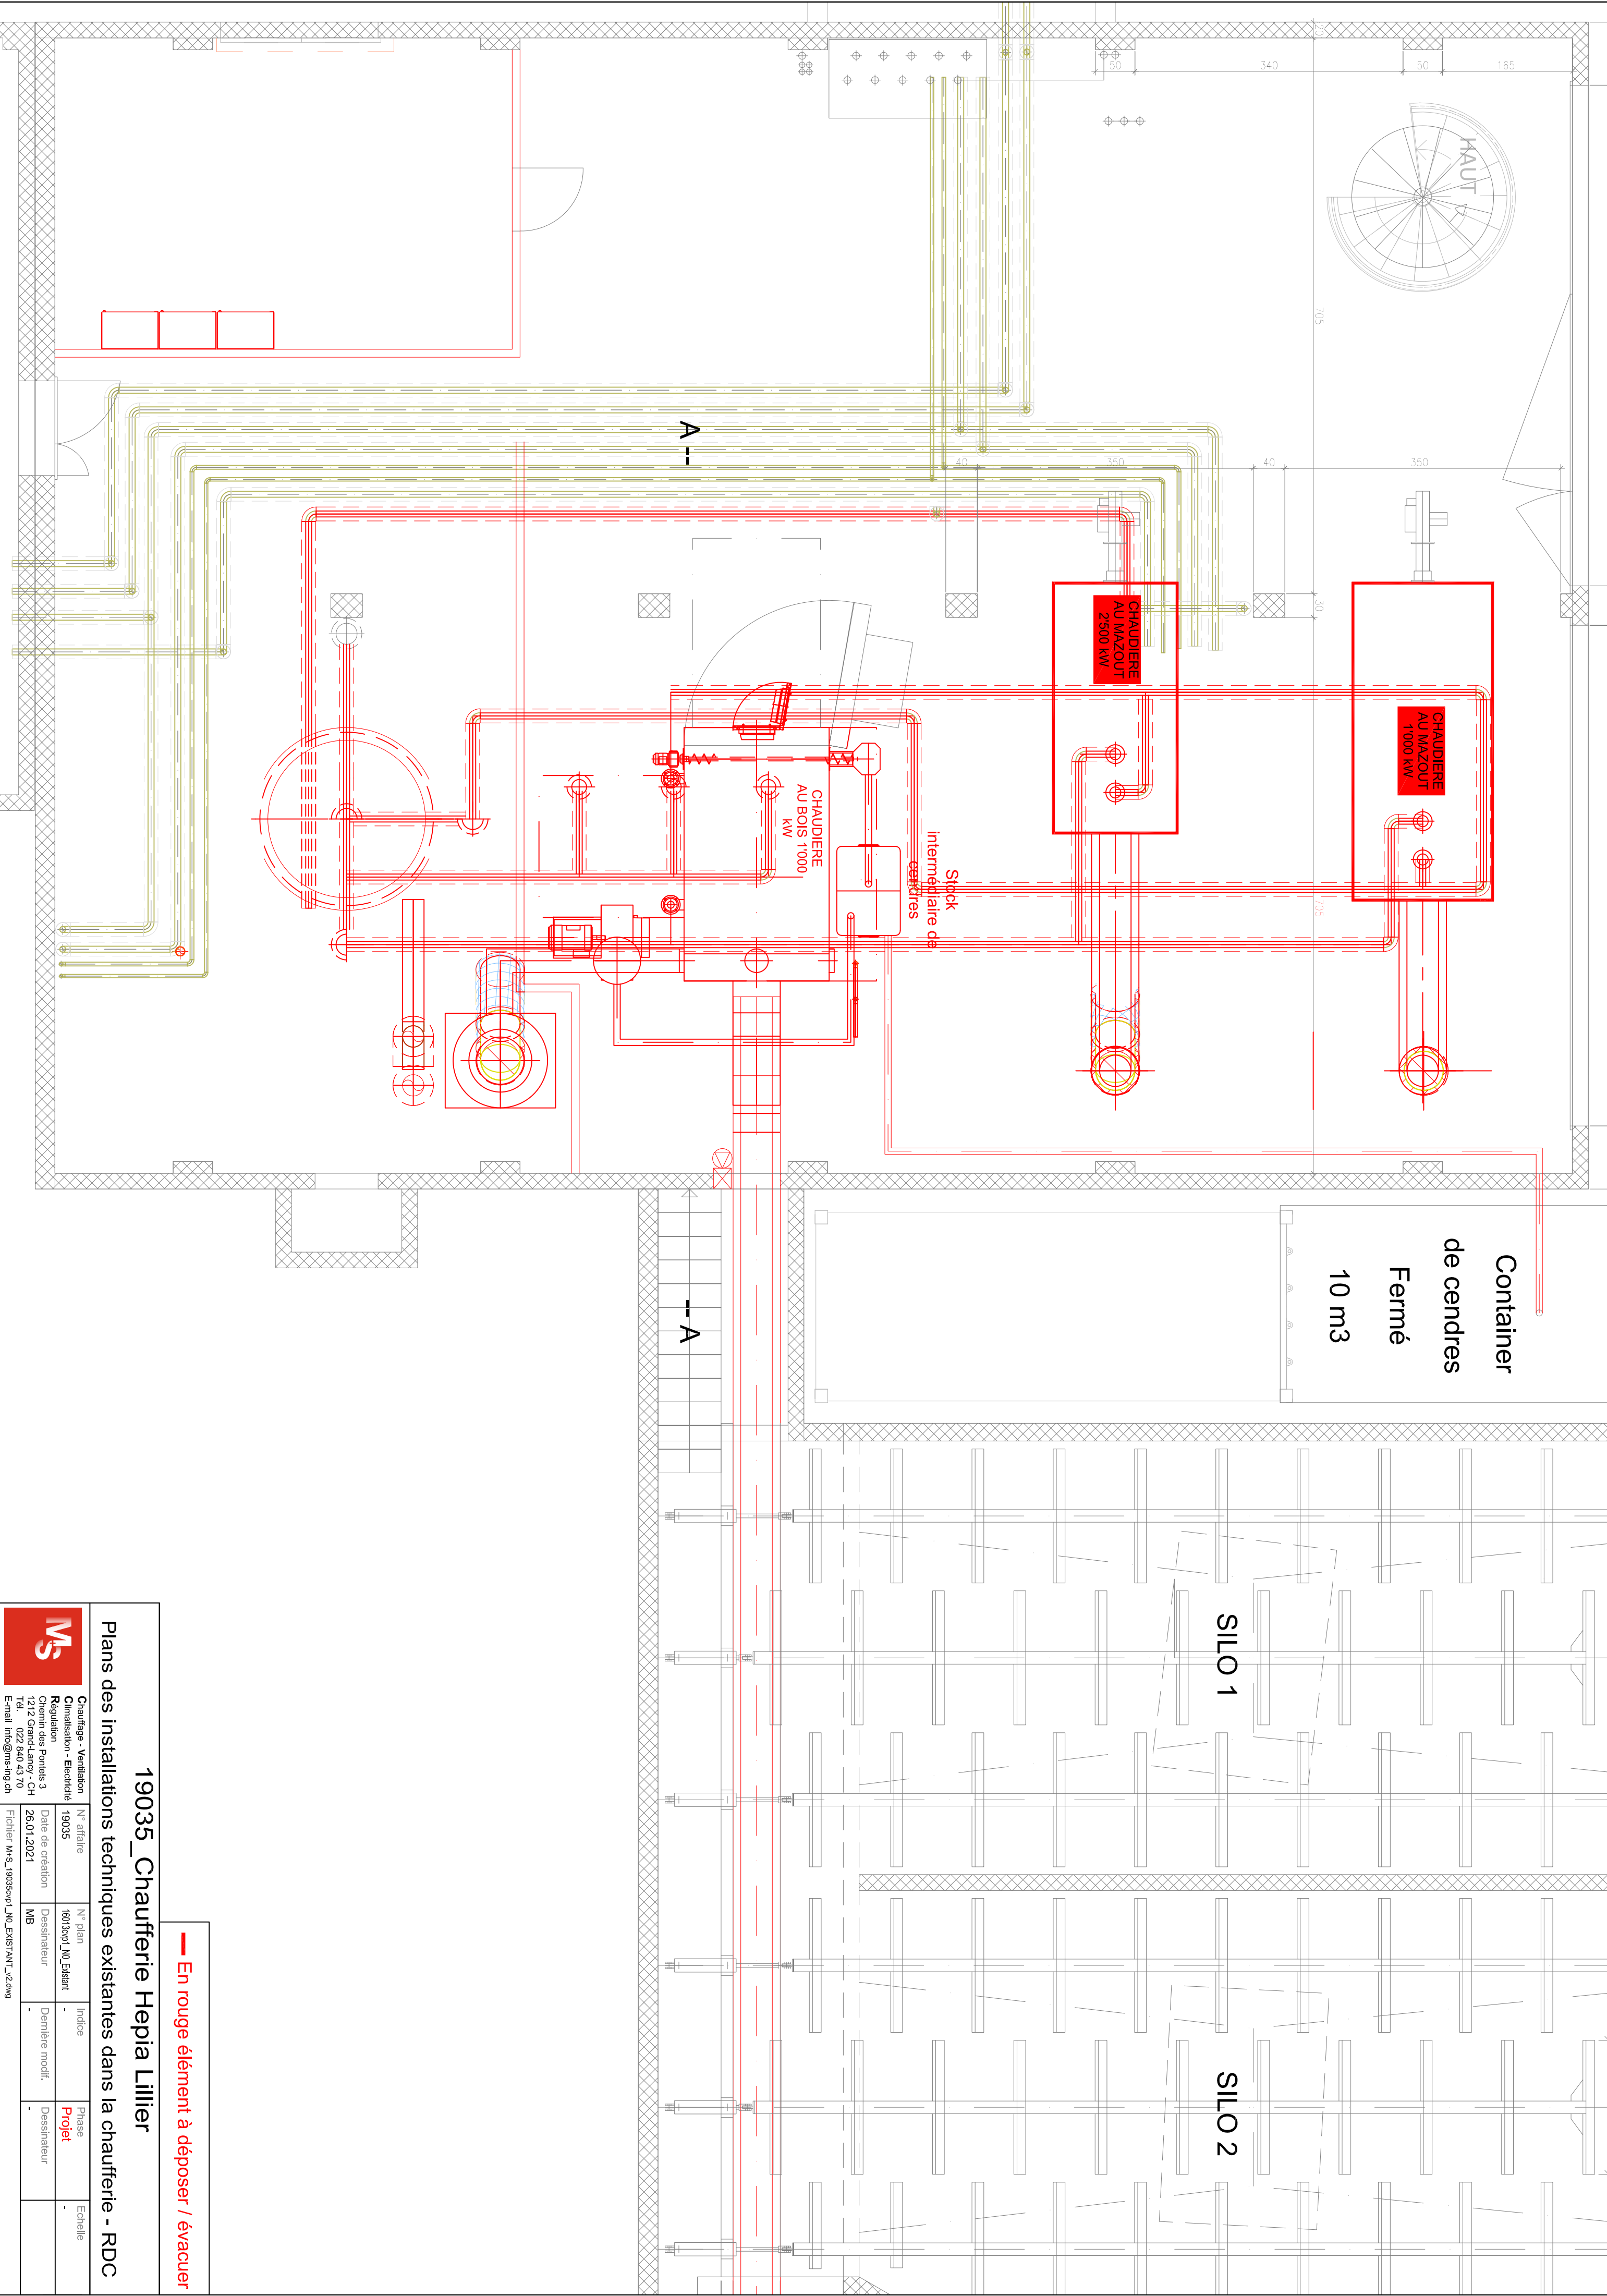 HAUT
50
340
50
165
705
A --
40
350
40
350
30
CHAUDIERE
AU MAZOUT
2'500 kW
CHAUDIERE
AU MAZOUT
1'000 kW
CHAUDIERE
AU BOIS 1'000
kW
Stock
intermédiaire de
cendres
705
-- A
Container
de cendres
Fermé
10 m3
SILO 1
SILO 2
En rouge élément à déposer / évacuer
19035_Chaufferie Hepia Lillier
Plans des installations techniques existantes dans la chaufferie - RDC
M+S
Chauffage - Ventilation
Climatisation - Electricité
Régulation
Chemin des Pontets 3
1212 Grand-Lancy - CH
Tél. 022 840 43 70
E-mail info@ms-ing.ch
N° affaire
19035
N° plan
16013cvp1_N0_Existant
Indice
-
Phase
Projet
Echelle
-
Date de création
26.01.2021
Dessinateur
MB
Dernière modif.
-
Dessinateur
-
Fichier M+S_19035cvp1_N0_EXISTANT_v2.dwg